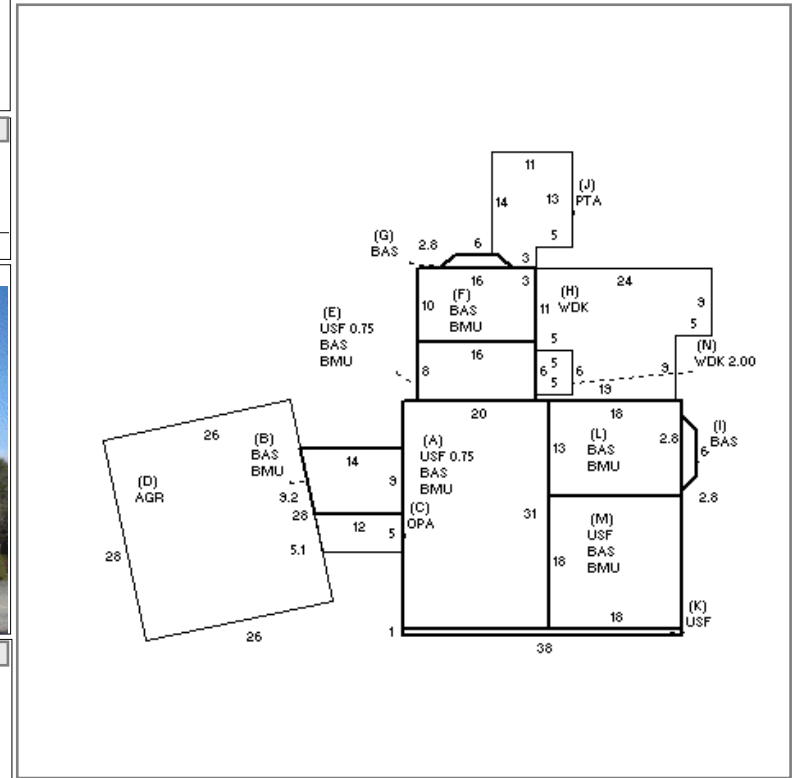 11
14
13
(J)
PTA
5
3
(G)
BAS
2.8
6
16
3
24
(E)
USF 0.75
BAS
BMU
10
(F)
BAS
BMU
11
(H)
WDK
9
5
5
16
8
6
5
5
6
9
19
(N)
WDK 2.00
20
18
26
(B)
BAS
BMU
14
9
9.2
28
(A)
USF 0.75
BAS
BMU
13
(L)
BAS
BMU
2.8
6
(I)
BAS
2.8
(D)
AGR
28
12
5
5.1
(C)
OPA
31
18
(M)
USF
BAS
BMU
18
(K)
USF
26
1
38